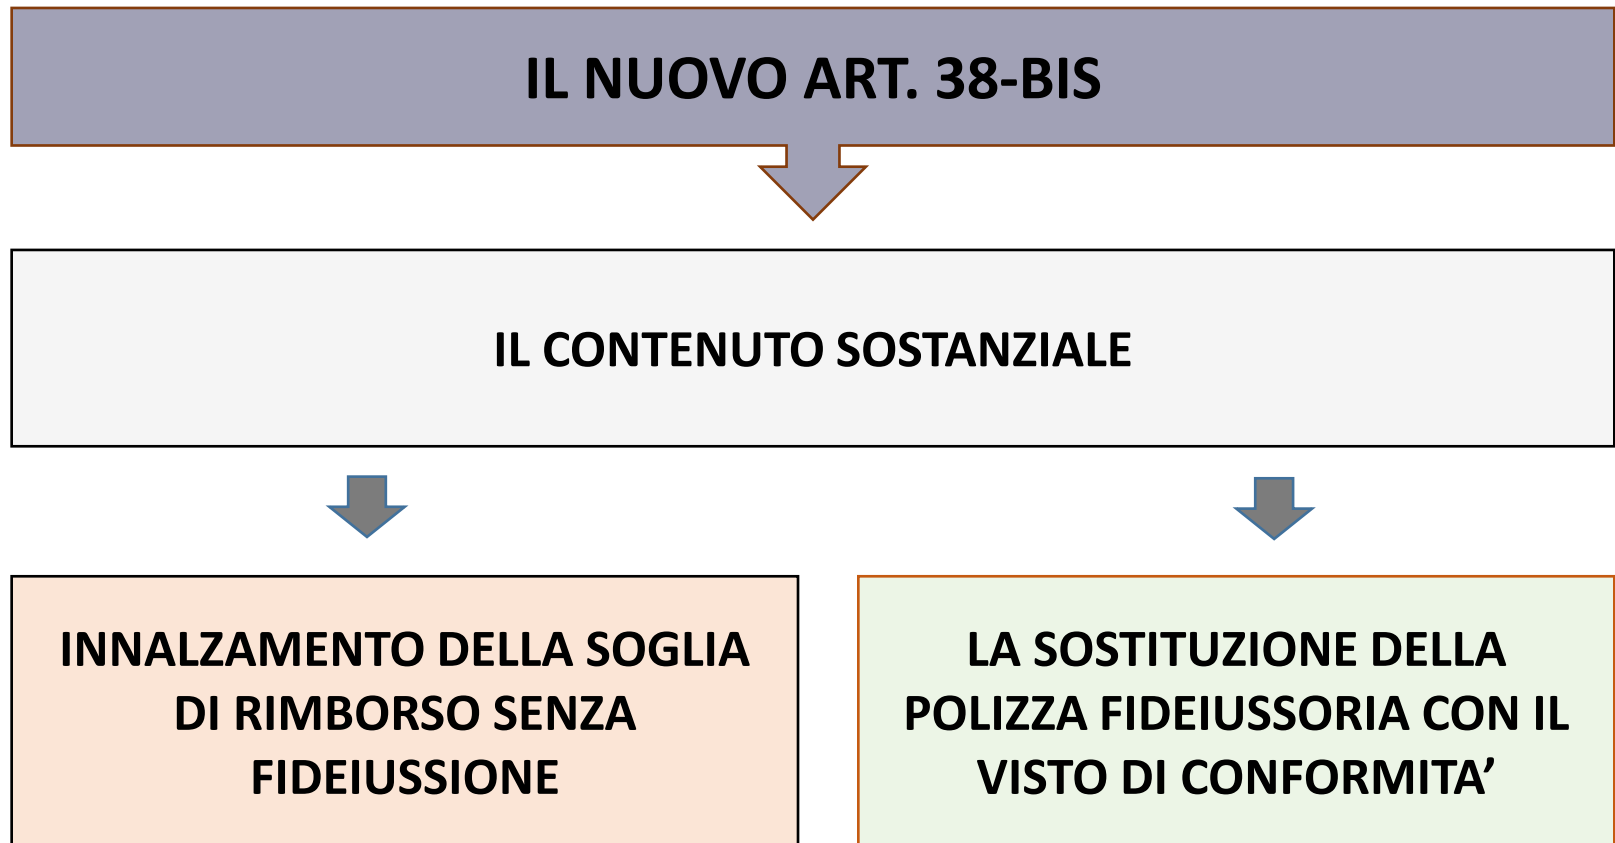 IL NUOVO ART. 38-BIS
IL CONTENUTO SOSTANZIALE
INNALZAMENTO DELLA SOGLIA
DI RIMBORSO SENZA
FIDEIUSSIONE
LA SOSTITUZIONE DELLA
POLIZZA FIDEIUSSORIA CON IL
VISTO DI CONFORMITA’